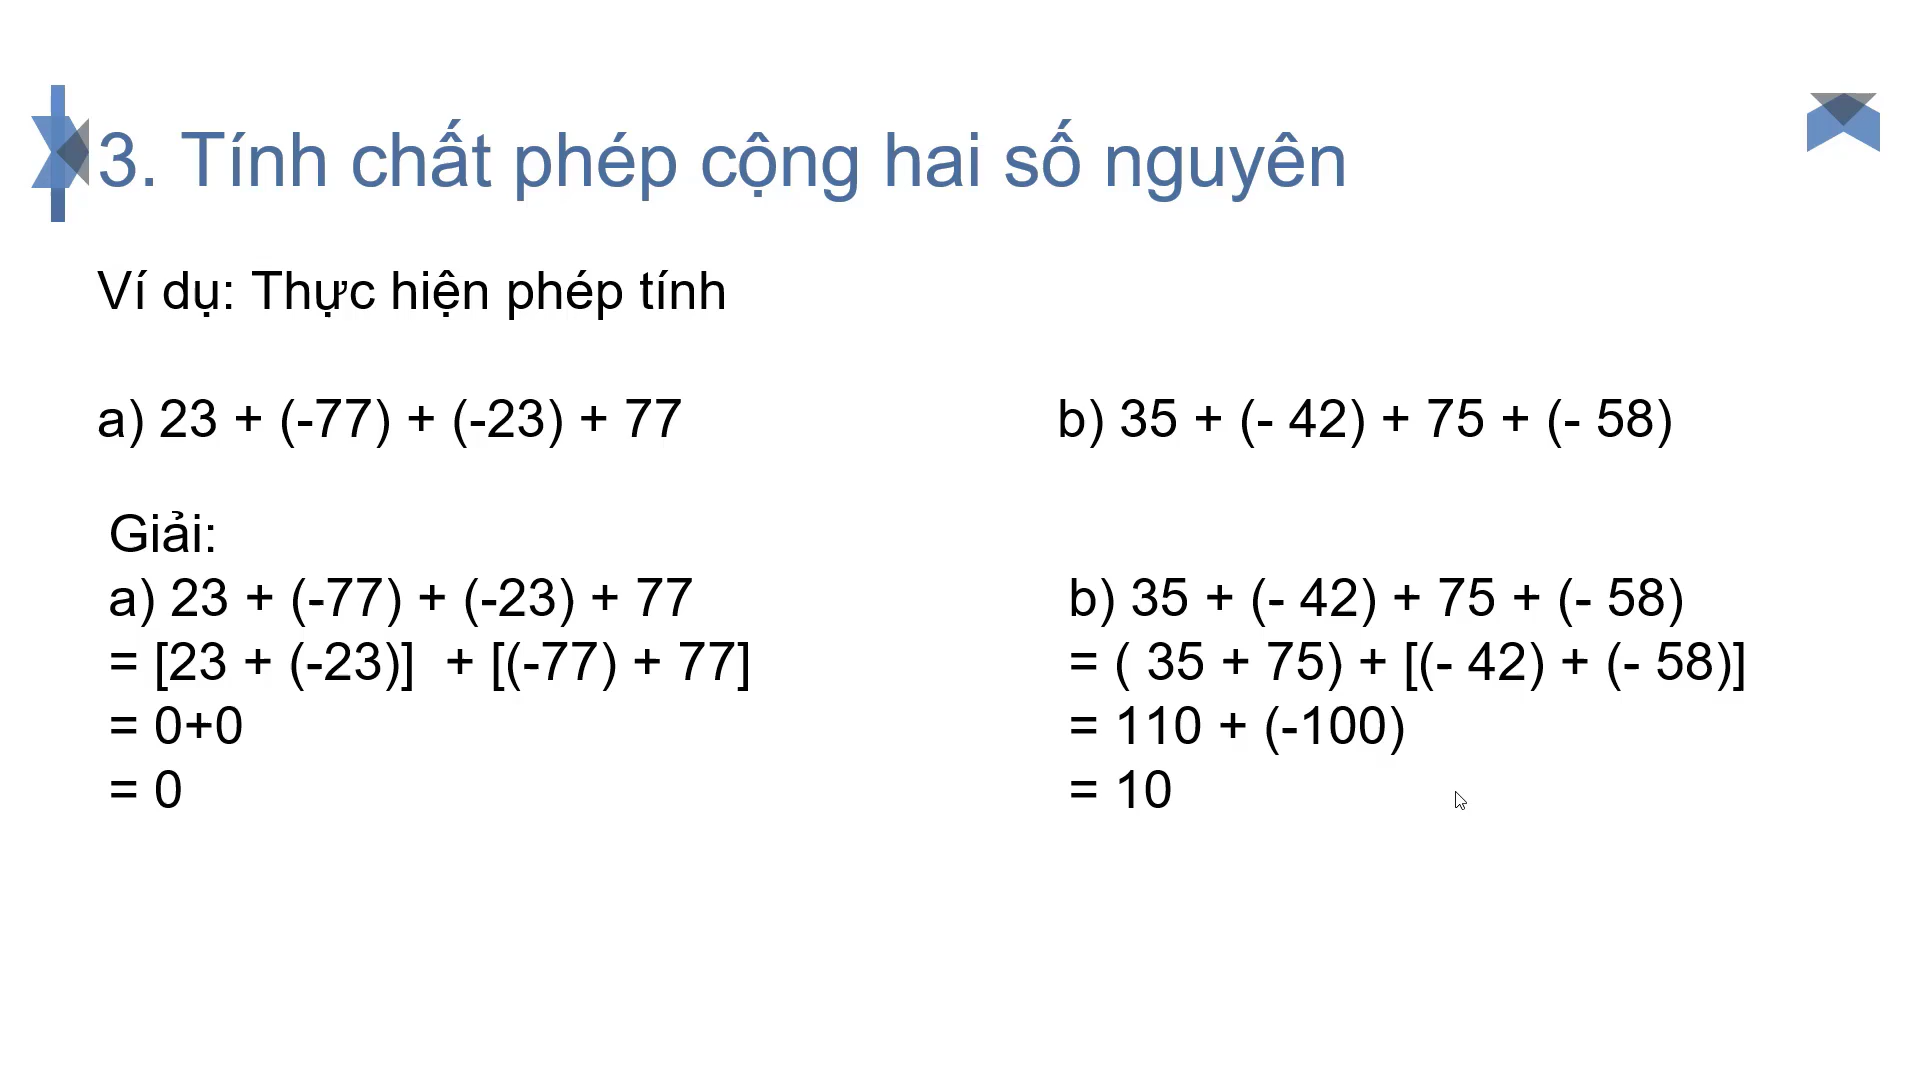 3. Tính chất phép cộng hai số nguyên
Ví dụ: Thực hiện phép tính
a) 23 + (-77) + (-23) + 77
b) 35 + (- 42) + 75 + (- 58)
Giải:
a) 23 + (-77) + (-23) + 77
= [23 + (-23)]  + [(-77) + 77]
= 0+0
= 0
b) 35 + (- 42) + 75 + (- 58)
= ( 35 + 75) + [(- 42) + (- 58)]
= 110 + (-100)
= 10